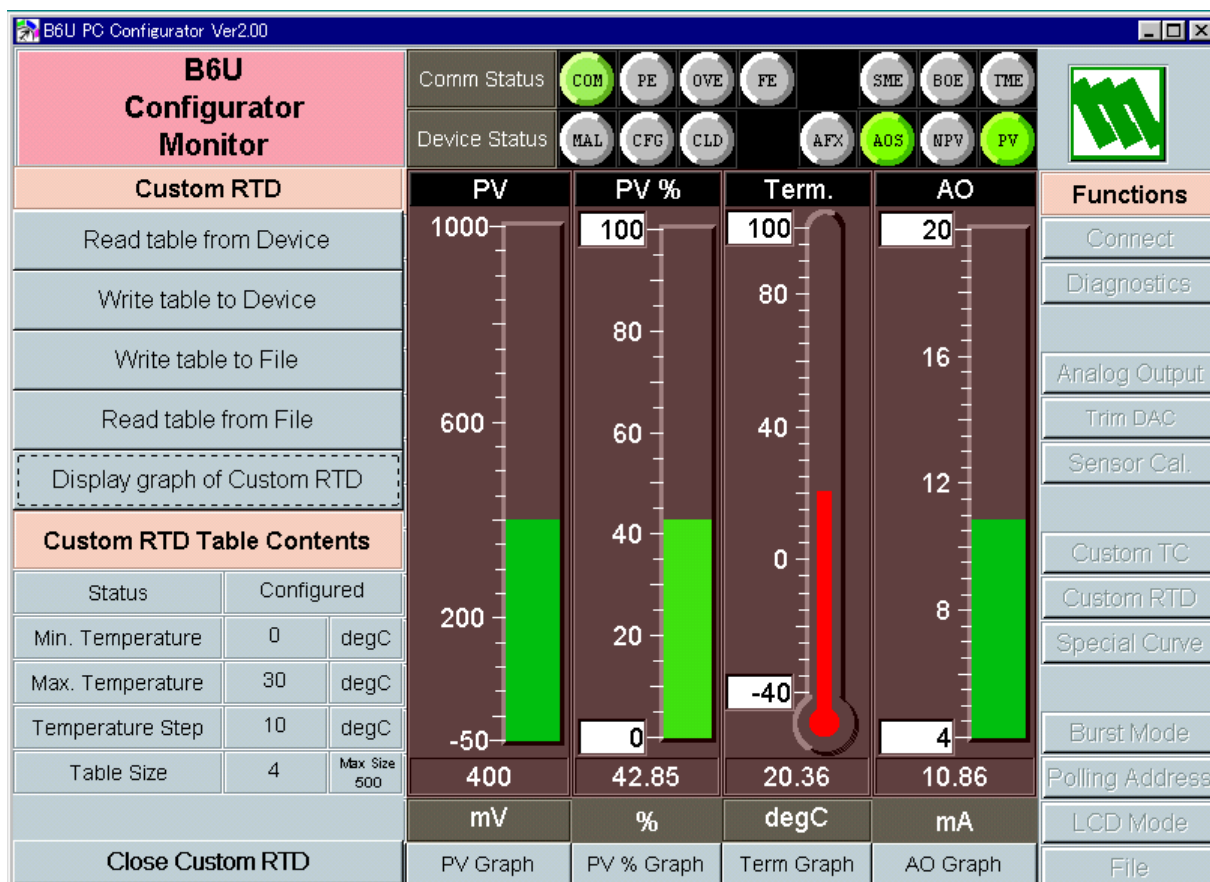 B6U PC Configurator Ver2.00
B6U
Configurator
Monitor
Comm Status
COM
PE
OVE
FE
SME
BOE
TME
Device Status
MAL
CFG
CLD
AFX
AOS
NPV
PV
Custom RTD
Read table from Device
Write table to Device
Write table to File
Read table from File
Display graph of Custom RTD
Custom RTD Table Contents
Status Configured
Min. Temperature 0 degC
Max. Temperature 30 degC
Temperature Step 10 degC
Table Size 4 Max Size
500
Close Custom RTD
PV
1000
600
200
-50
400
mV
PV Graph
PV %
100
80
60
40
20
0
42.85
%
PV % Graph
Term.
100
80
40
0
-40
20.36
degC
Term Graph
AO
20
16
12
8
4
10.86
mA
AO Graph
Functions
Connect
Diagnostics
Analog Output
Trim DAC
Sensor Cal.
Custom TC
Custom RTD
Special Curve
Burst Mode
Polling Address
LCD Mode
File